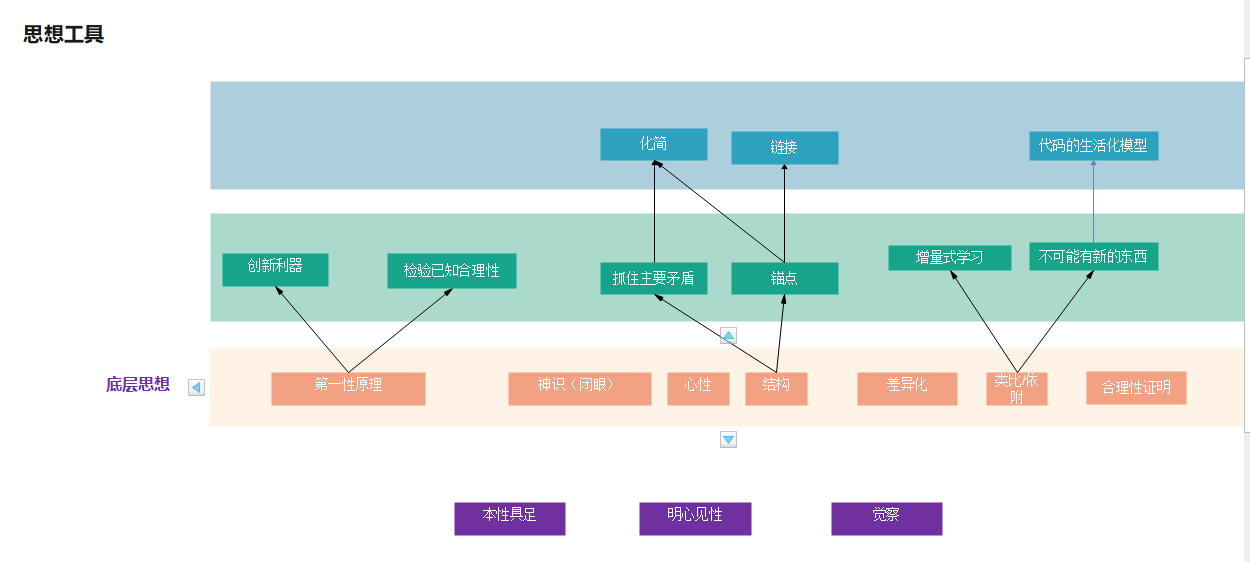 思想工具
化简
链接
代码的生活化模型
创新利器
检验已知合理性
抓住主要矛盾
锚点
增量式学习
不可能有新的东西
底层思想
第一性原理
神识（闭眼）
心性
结构
差异化
类比/依
附
合理性证明
本性具足
明心见性
觉察